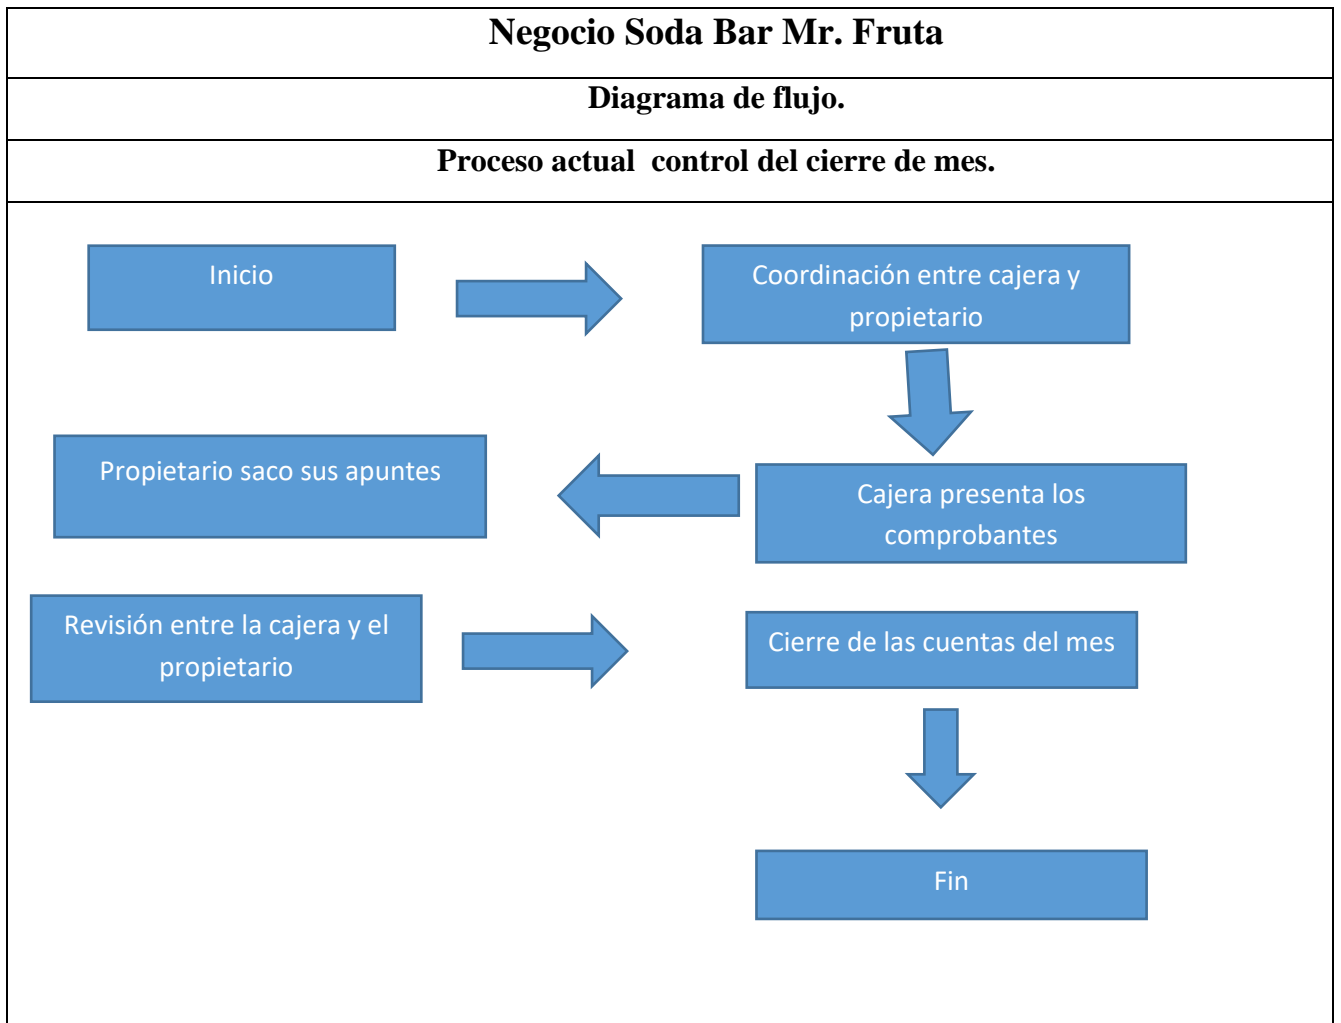 Negocio Soda Bar Mr. Fruta
Diagrama de flujo.
Proceso actual  control del cierre de mes.
Inicio
Coordinación entre cajera y
propietario
Cajera presenta los
comprobantes
Propietario saco sus apuntes
Revisión entre la cajera y el
propietario
Cierre de las cuentas del mes
Fin